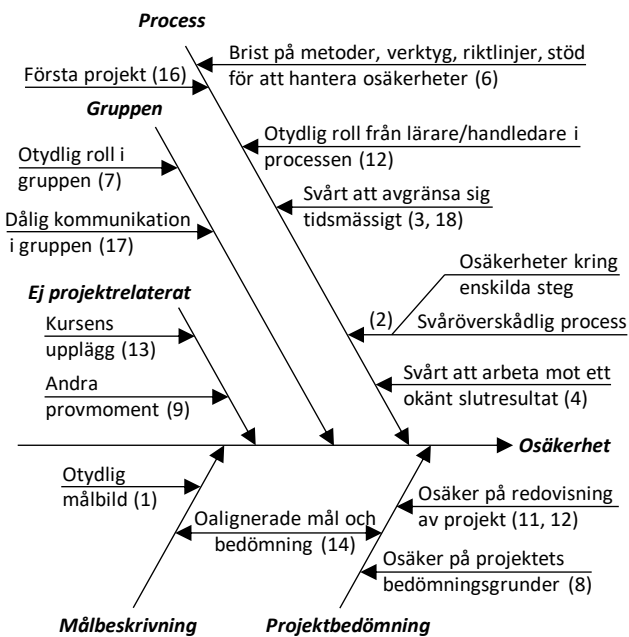 Process
Brist på metoder, verktyg, riktlinjer, stöd
för att hantera osäkerheter (6)
Första projekt (16)
Gruppen
Otydlig roll från lärare/handledare i
processen (12)
Otydlig roll i
gruppen (7)
Svårt att avgränsa sig
tidsmässigt (3, 18)
Dålig kommunikation
i gruppen (17)
Osäkerheter kring
enskilda steg
Ej projektrelaterat
(2)
Svåröverskådlig process
Kursens
upplägg (13)
Svårt att arbeta mot ett
okänt slutresultat (4)
Andra
provmoment (9)
Osäkerhet
Otydlig
målbild (1)
Osäker på redovisning
av projekt (11, 12)
Oalignerade mål och
bedömning (14)
Osäker på projektets
bedömningsgrunder (8)
Målbeskrivning
Projektbedömning